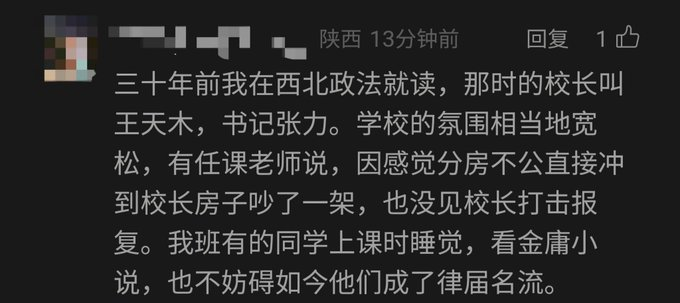 陕西 13分钟前 回复 1
三十年前我在西北政法就读，那时的校长叫
王天木，书记张力。学校的氛围相当地宽
松，有任课老师说，因感觉分房不公直接冲
到校长房子吵了一架，也没见校长打击报
复。我班有的同学上课时睡觉，看金庸小
说，也不妨碍如今他们成了律届名流。